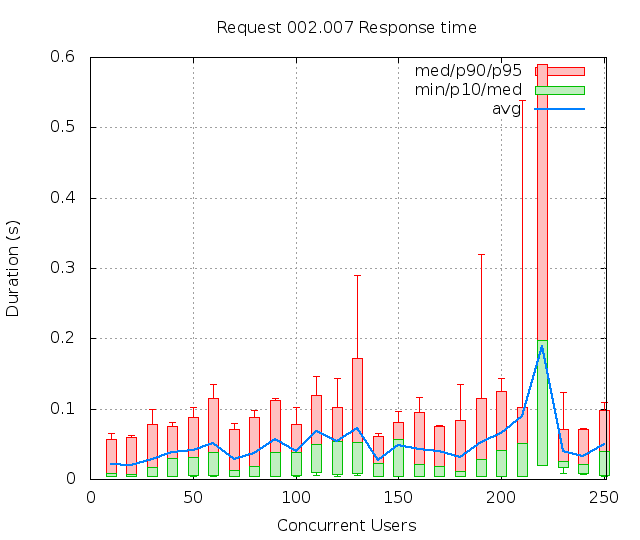 Request 002.007 Response time
0.6
med/p90/p95
min/p10/med
avg
0.5
0.4
0.3
0.2
0.1
0
Duration (s)
0 50 100 150 200 250
Concurrent Users